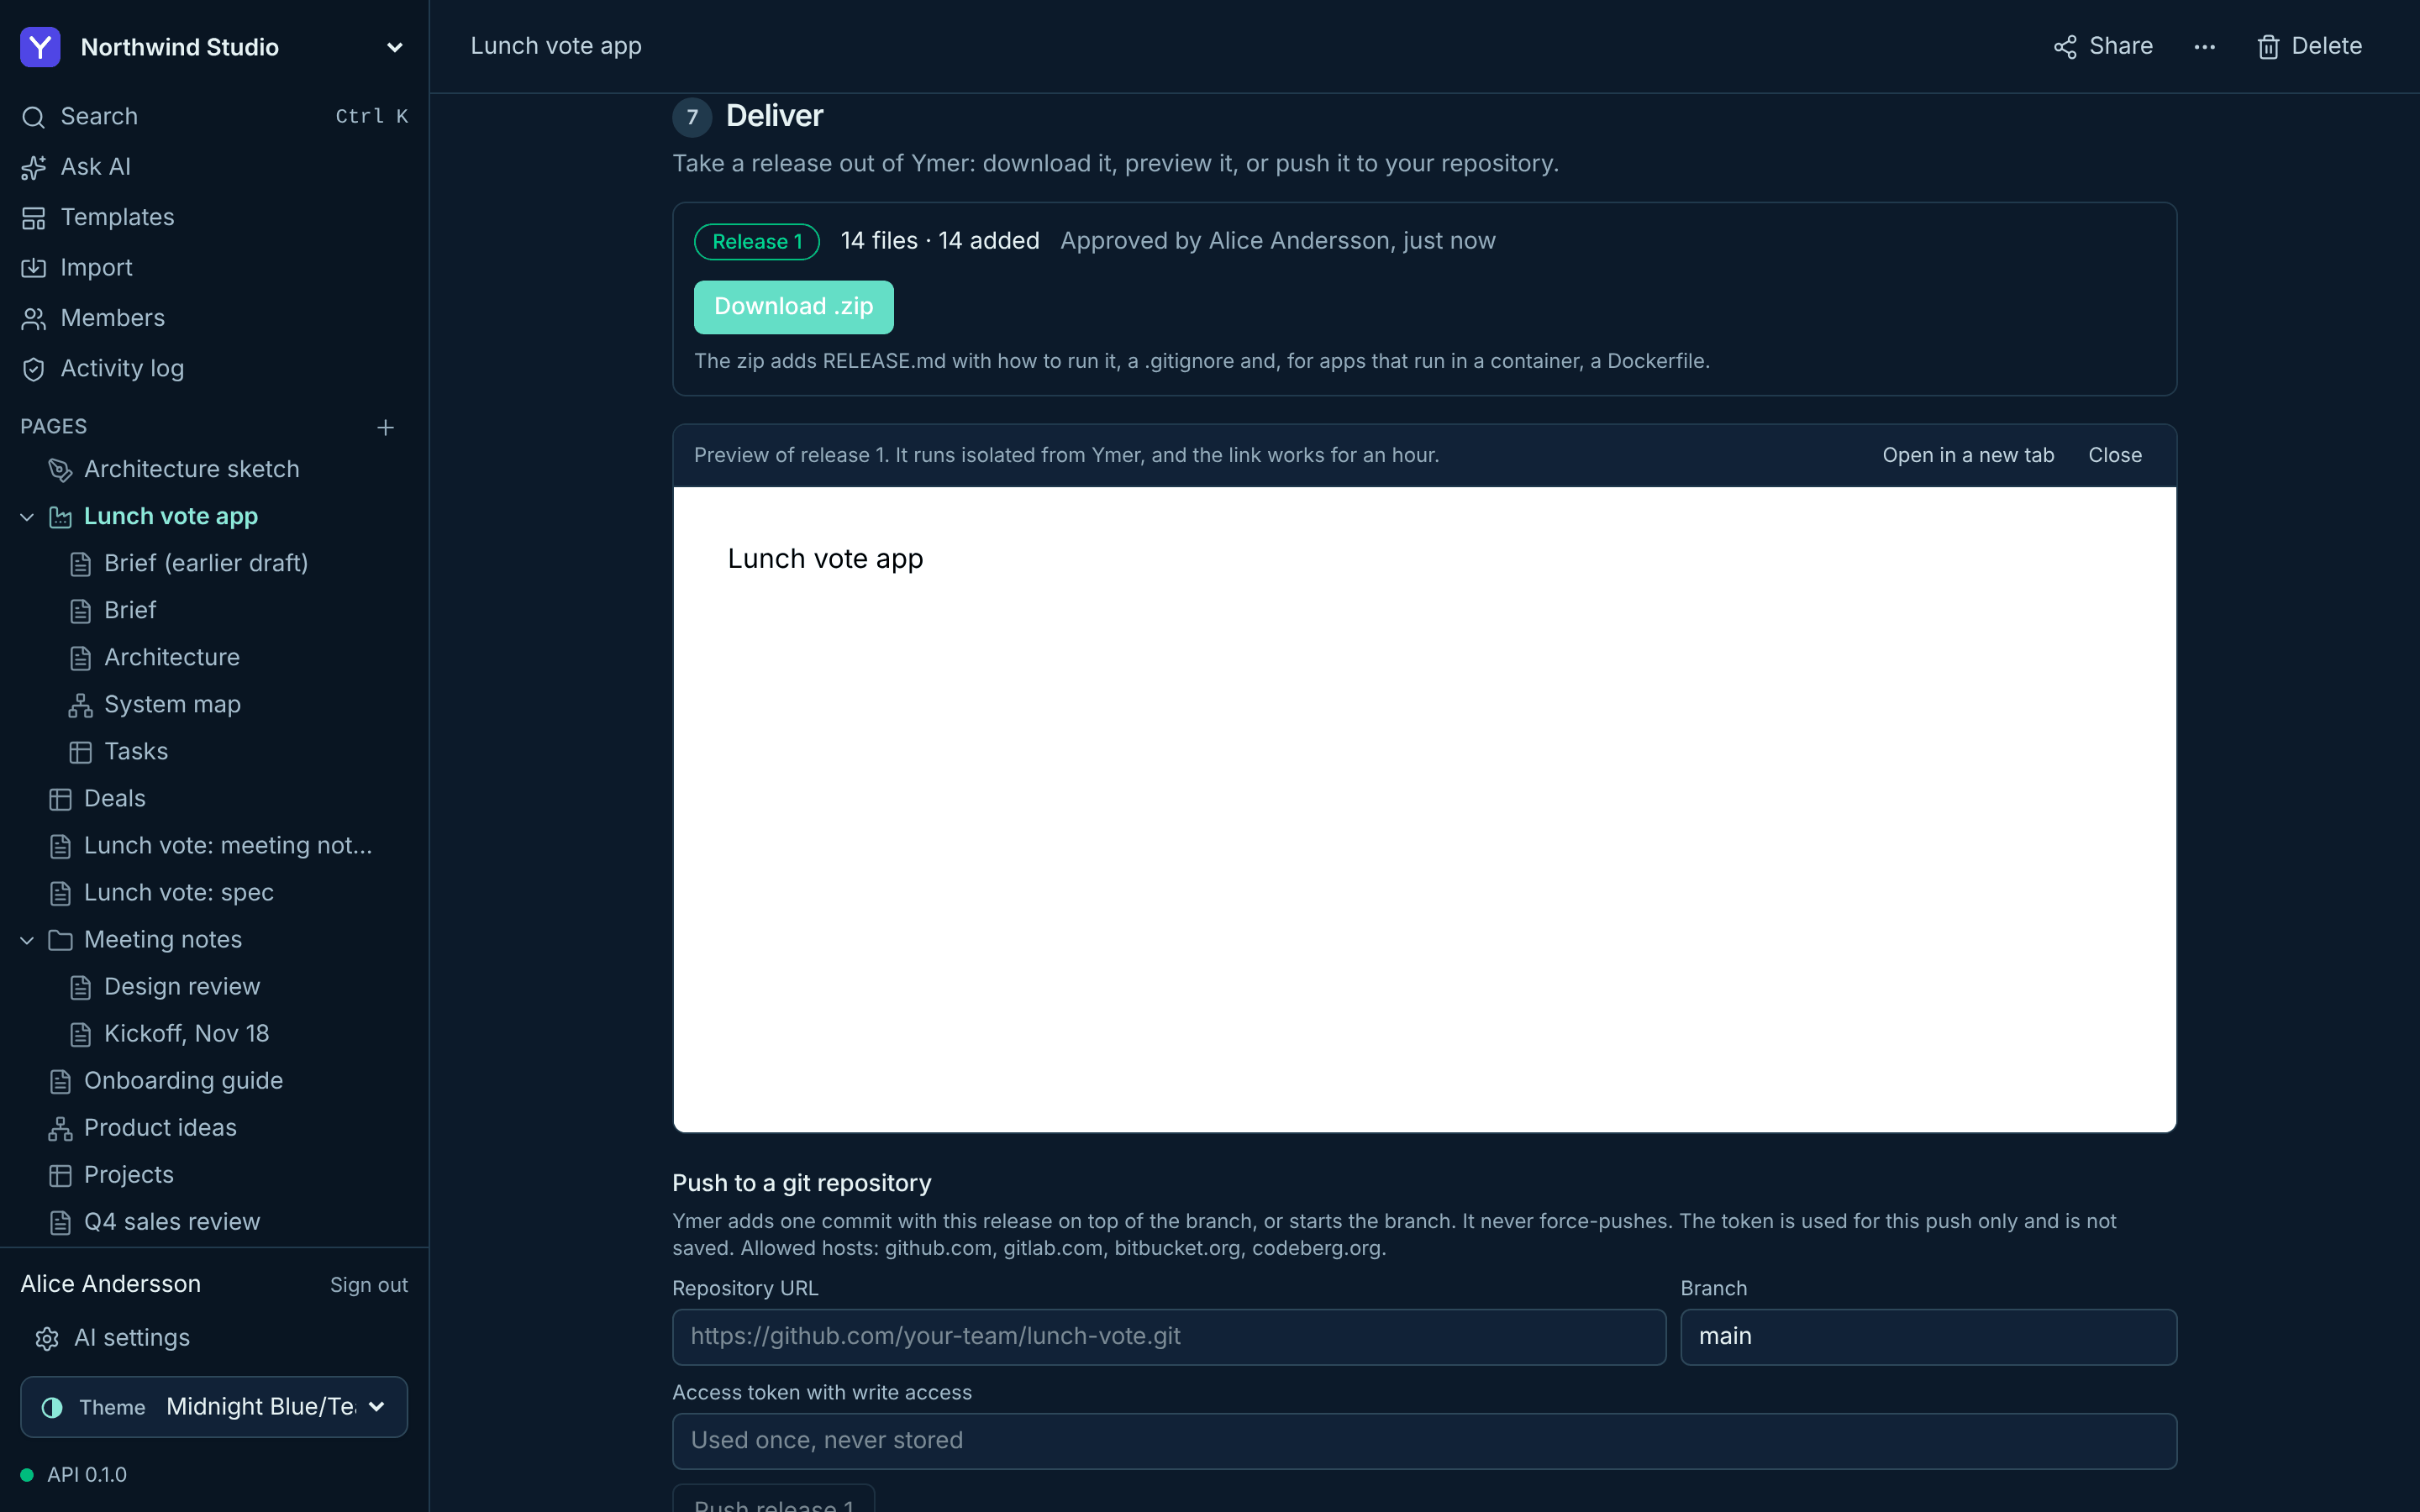 Northwind Studio
Search Ctrl K
Ask AI
Templates
Import
Members
Activity log
PAGES
Architecture sketch
Lunch vote app
Brief (earlier draft)
Brief
Architecture
System map
Tasks
Deals
Lunch vote: meeting not...
Lunch vote: spec
Meeting notes
Design review
Kickoff, Nov 18
Onboarding guide
Product ideas
Projects
Q4 sales review
Alice Andersson Sign out
AI settings
Theme Midnight Blue/Tea
API 0.1.0
Lunch vote app Share Delete
7 Deliver
Take a release out of Ymer: download it, preview it, or push it to your repository.
Release 1 14 files · 14 added Approved by Alice Andersson, just now
Download .zip
The zip adds RELEASE.md with how to run it, a .gitignore and, for apps that run in a container, a Dockerfile.
Preview of release 1. It runs isolated from Ymer, and the link works for an hour. Open in a new tab Close
Lunch vote app
Push to a git repository
Ymer adds one commit with this release on top of the branch, or starts the branch. It never force-pushes. The token is used for this push only and is not
saved. Allowed hosts: github.com, gitlab.com, bitbucket.org, codeberg.org.
Repository URL Branch
https://github.com/your-team/lunch-vote.git main
Access token with write access
Used once, never stored
Push release 1